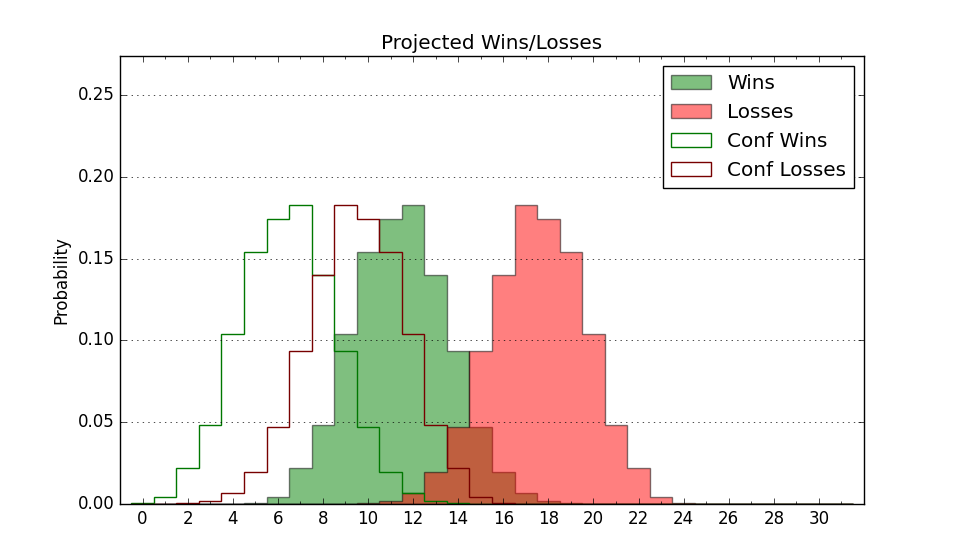 Projected Wins/Losses
Wins
Losses
Conf Wins
Conf Losses
Probability
0.25
0.20
0.15
0.10
0.05
0.00
0 2 4 6 8 10 12 14 16 18 20 22 24 26 28 30